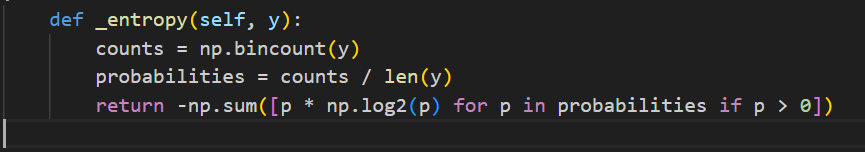 def _entropy(self, y):
    counts = np.bincount(y)
    probabilities = counts / len(y)
    return -np.sum([p * np.log2(p) for p in probabilities if p > 0])